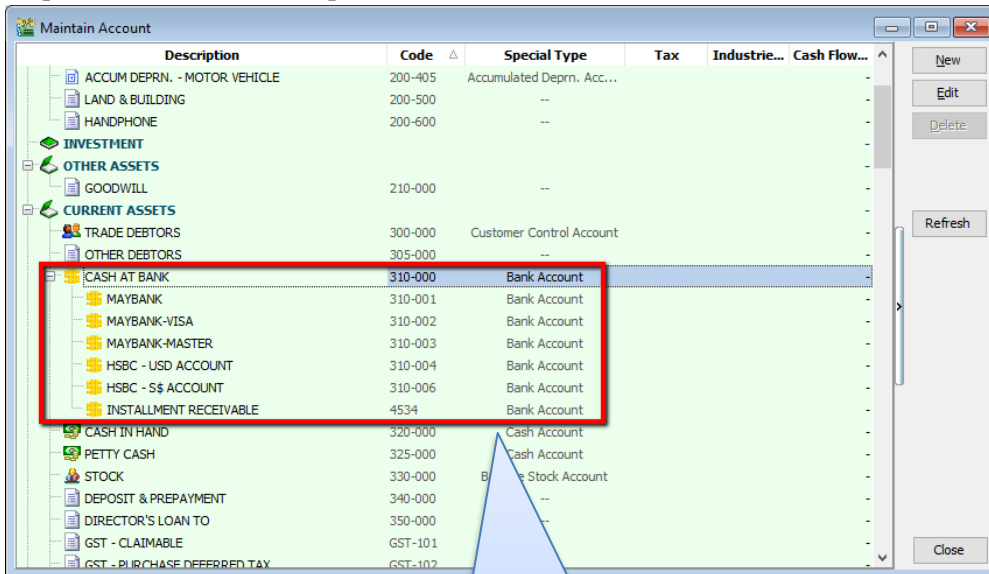 Maintain Account
Description Code Special Type Tax Industrie... Cash Flow...
ACCUM DEPRN. - MOTOR VEHICLE 200-405 Accumulated Deprn. Acc... -
LAND & BUILDING 200-500 -- -
HANDPHONE 200-600 -- -
INVESTMENT -
OTHER ASSETS -
GOODWILL 210-000 -- -
CURRENT ASSETS -
TRADE DEBTORS 300-000 Customer Control Account -
OTHER DEBTORS 305-000 -- -
CASH AT BANK 310-000 Bank Account -
MAYBANK 310-001 Bank Account -
MAYBANK-VISA 310-002 Bank Account -
MAYBANK-MASTER 310-003 Bank Account -
HSBC - USD ACCOUNT 310-004 Bank Account -
HSBC - S$ ACCOUNT 310-006 Bank Account -
INSTALLMENT RECEIVABLE 4534 Bank Account -
CASH IN HAND 320-000 Cash Account -
PETTY CASH 325-000 Cash Account -
STOCK 330-000 Stock Account -
DEPOSIT & PREPAYMENT 340-000 -- -
DIRECTOR'S LOAN TO 350-000 -- -
GST - CLAIMABLE GST-101 -
GST - PURCHASE DEFERRED TAX GST-102
New
Edit
Delete
Refresh
Close